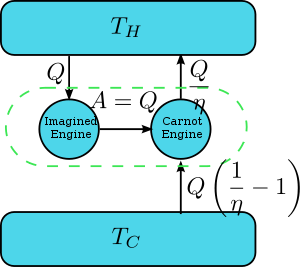 T_H
Q
Q/η
A = Q
Imagined
Engine
Carnot
Engine
Q(1/η − 1)
T_C